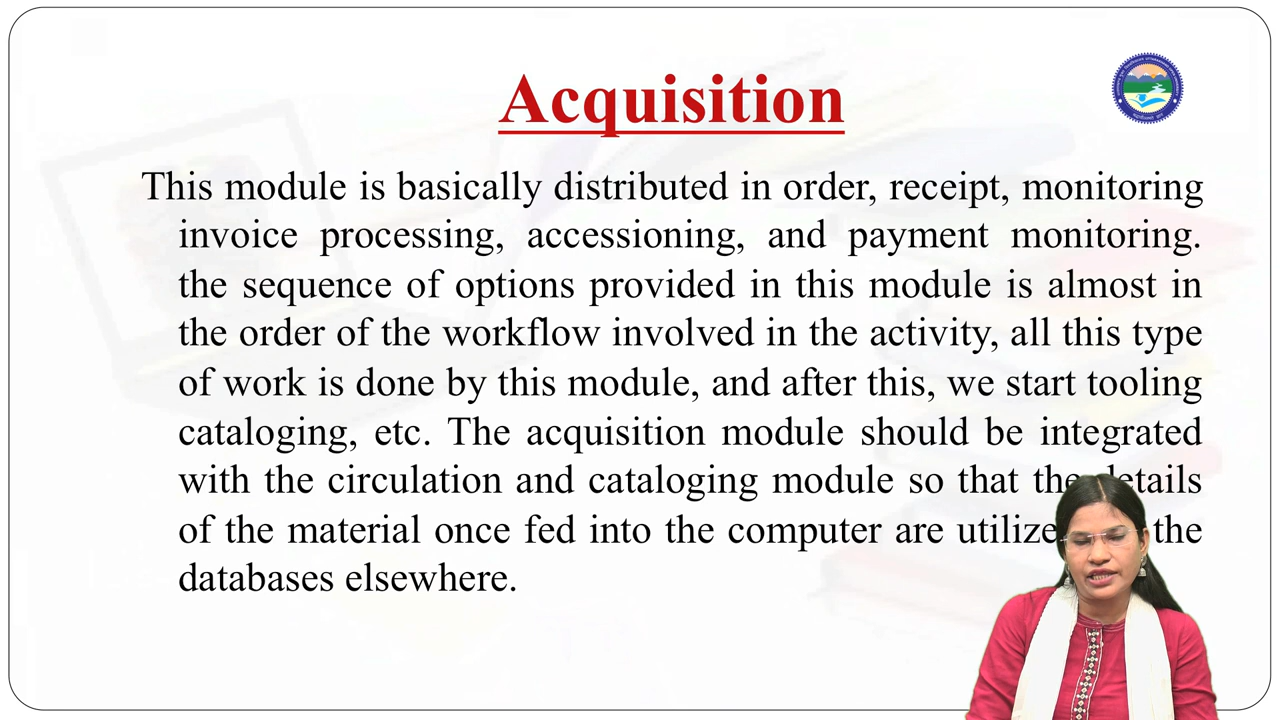 Acquisition
This module is basically distributed in order, receipt, monitoring
invoice processing, accessioning, and payment monitoring.
the sequence of options provided in this module is almost in
the order of the workflow involved in the activity, all this type
of work is done by this module, and after this, we start tooling
cataloging, etc. The acquisition module should be integrated
with the circulation and cataloging module so that the details
of the material once fed into the computer are the
databases elsewhere.